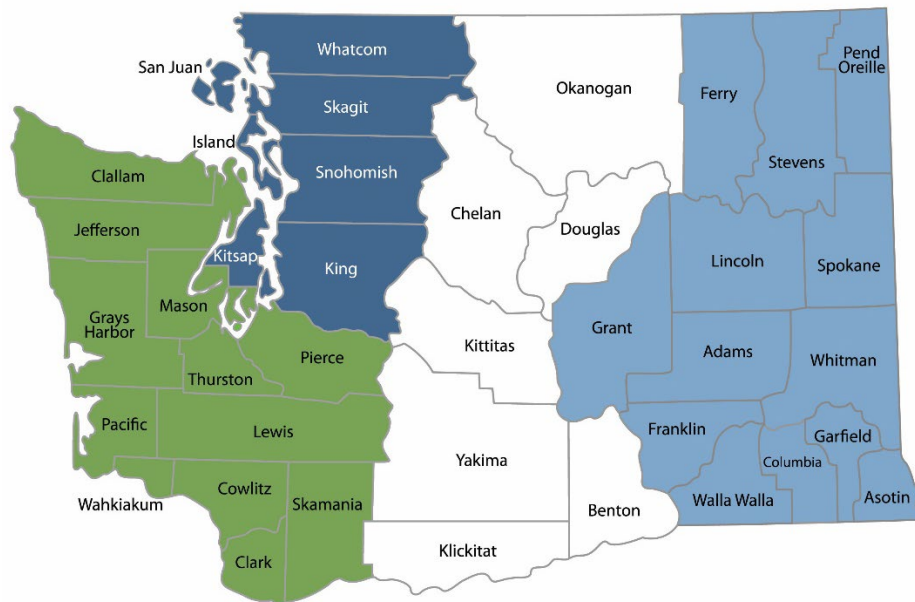 Whatcom
San Juan
Skagit
Island
Snohomish
King
Kitsap
Clallam
Jefferson
Mason
Grays
Harbor
Thurston
Pierce
Pacific
Lewis
Wahkiakum
Cowlitz
Skamania
Clark
Okanogan
Chelan
Douglas
Kittitas
Yakima
Klickitat
Benton
Ferry
Stevens
Pend
Oreille
Lincoln
Spokane
Grant
Adams
Whitman
Franklin
Walla Walla
Columbia
Garfield
Asotin